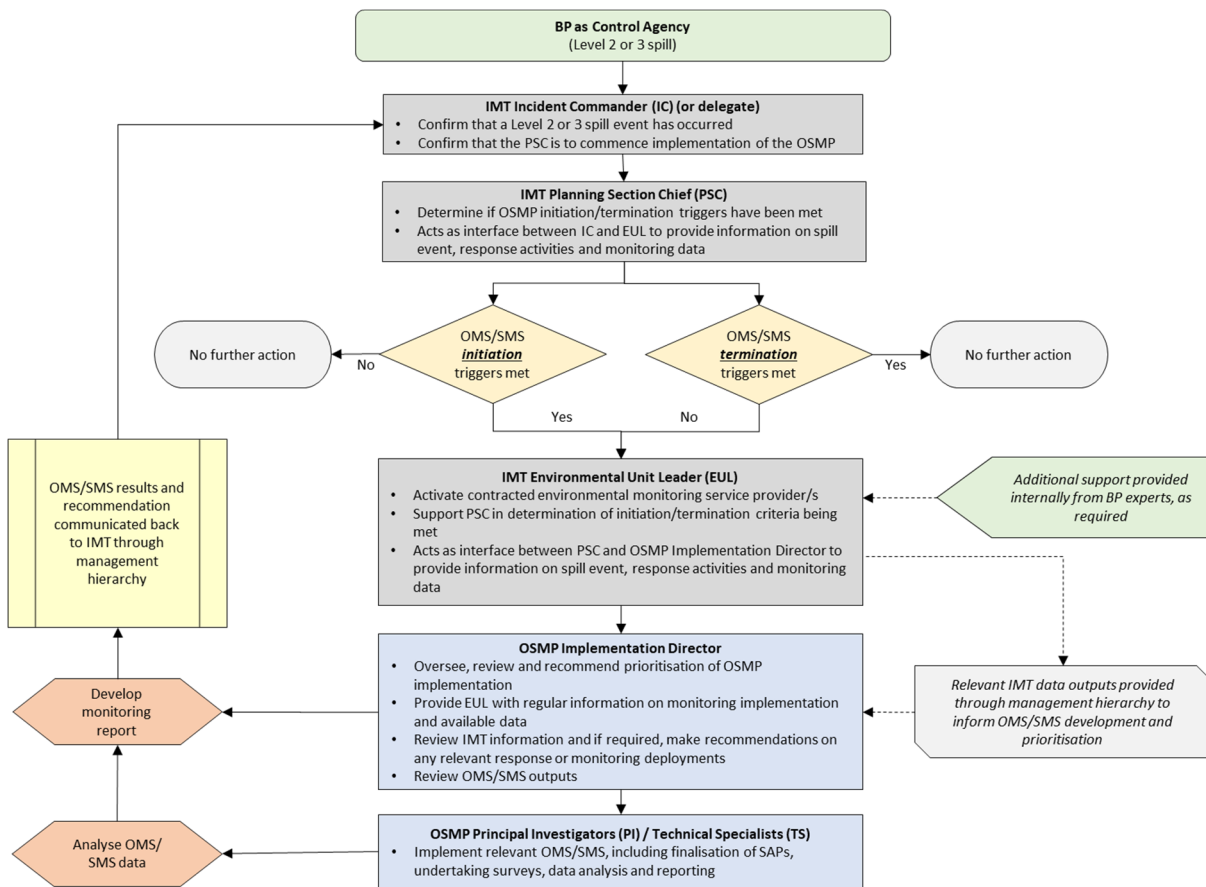 BP as Control Agency
(Level 2 or 3 spill)
IMT Incident Commander (IC) (or delegate)
• Confirm that a Level 2 or 3 spill event has occurred
• Confirm that the PSC is to commence implementation of the OSMP
IMT Planning Section Chief (PSC)
• Determine if OSMP initiation/termination triggers have been met
• Acts as interface between IC and EUL to provide information on spill
event, response activities and monitoring data
No further action
No
OMS/SMS
initiation
triggers met
OMS/SMS
termination
triggers met
Yes
No further action
Yes
No
OMS/SMS results and
recommendation
communicated back
to IMT through
management
hierarchy
IMT Environmental Unit Leader (EUL)
• Activate contracted environmental monitoring service provider/s
• Support PSC in determination of initiation/termination criteria being
met
• Acts as interface between PSC and OSMP Implementation Director to
provide information on spill event, response activities and monitoring
data
Additional support provided
internally from BP experts, as
required
OSMP Implementation Director
• Oversee, review and recommend prioritisation of OSMP
implementation
• Provide EUL with regular information on monitoring implementation
and available data
• Review IMT information and if required, make recommendations on
any relevant response or monitoring deployments
• Review OMS/SMS outputs
Relevant IMT data outputs provided
through management hierarchy to
inform OMS/SMS development and
prioritisation
Develop
monitoring
report
Analyse OMS/
SMS data
OSMP Principal Investigators (PI) / Technical Specialists (TS)
• Implement relevant OMS/SMS, including finalisation of SAPs,
undertaking surveys, data analysis and reporting